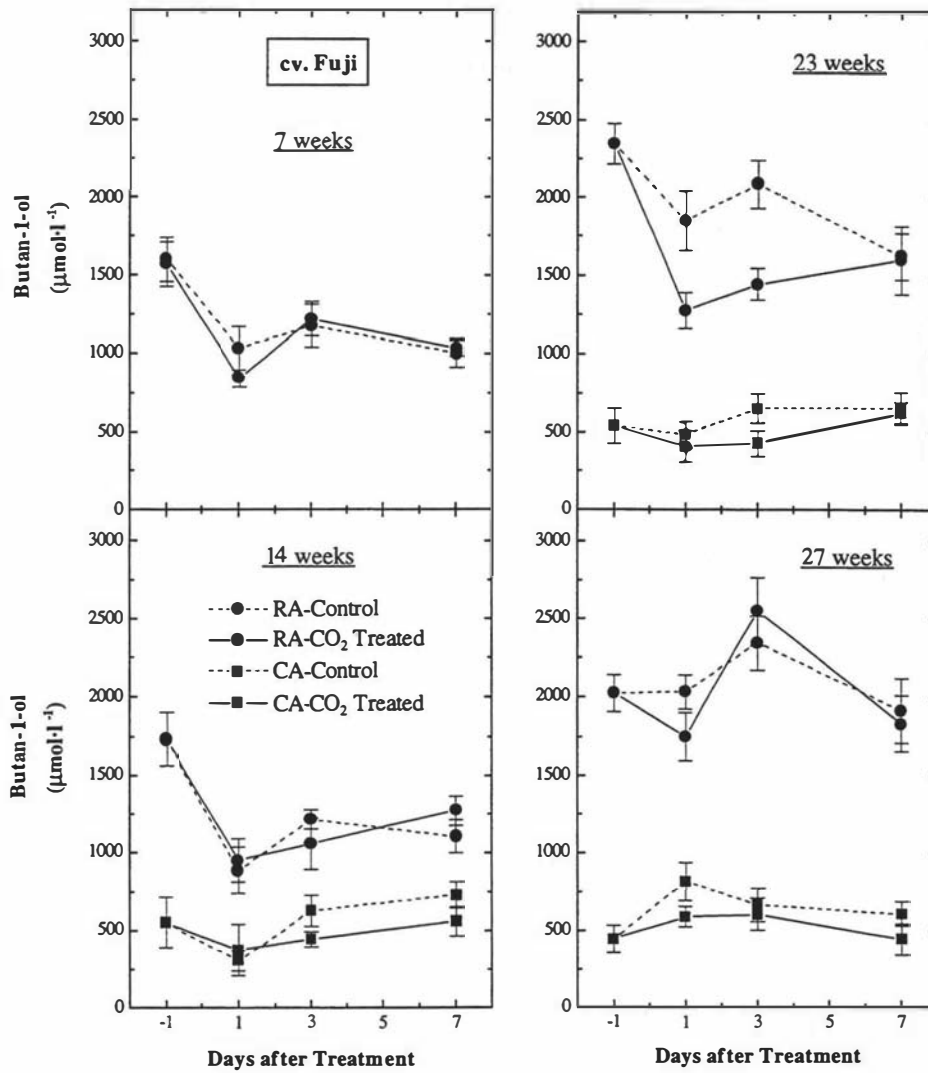 3000
2500
2000
1500
1000
500
0
Butan-1-ol
(µmol·l⁻¹)
cv. Fuji
7 weeks
3000
2500
2000
1500
1000
500
0
23 weeks
3000
2500
2000
1500
1000
500
0
Butan-1-ol
(µmol·l⁻¹)
14 weeks
RA-Control
RA-CO₂ Treated
CA-Control
CA-CO₂ Treated
-1 1 3 7
Days after Treatment
3000
2500
2000
1500
1000
500
0
27 weeks
-1 1 3 7
Days after Treatment